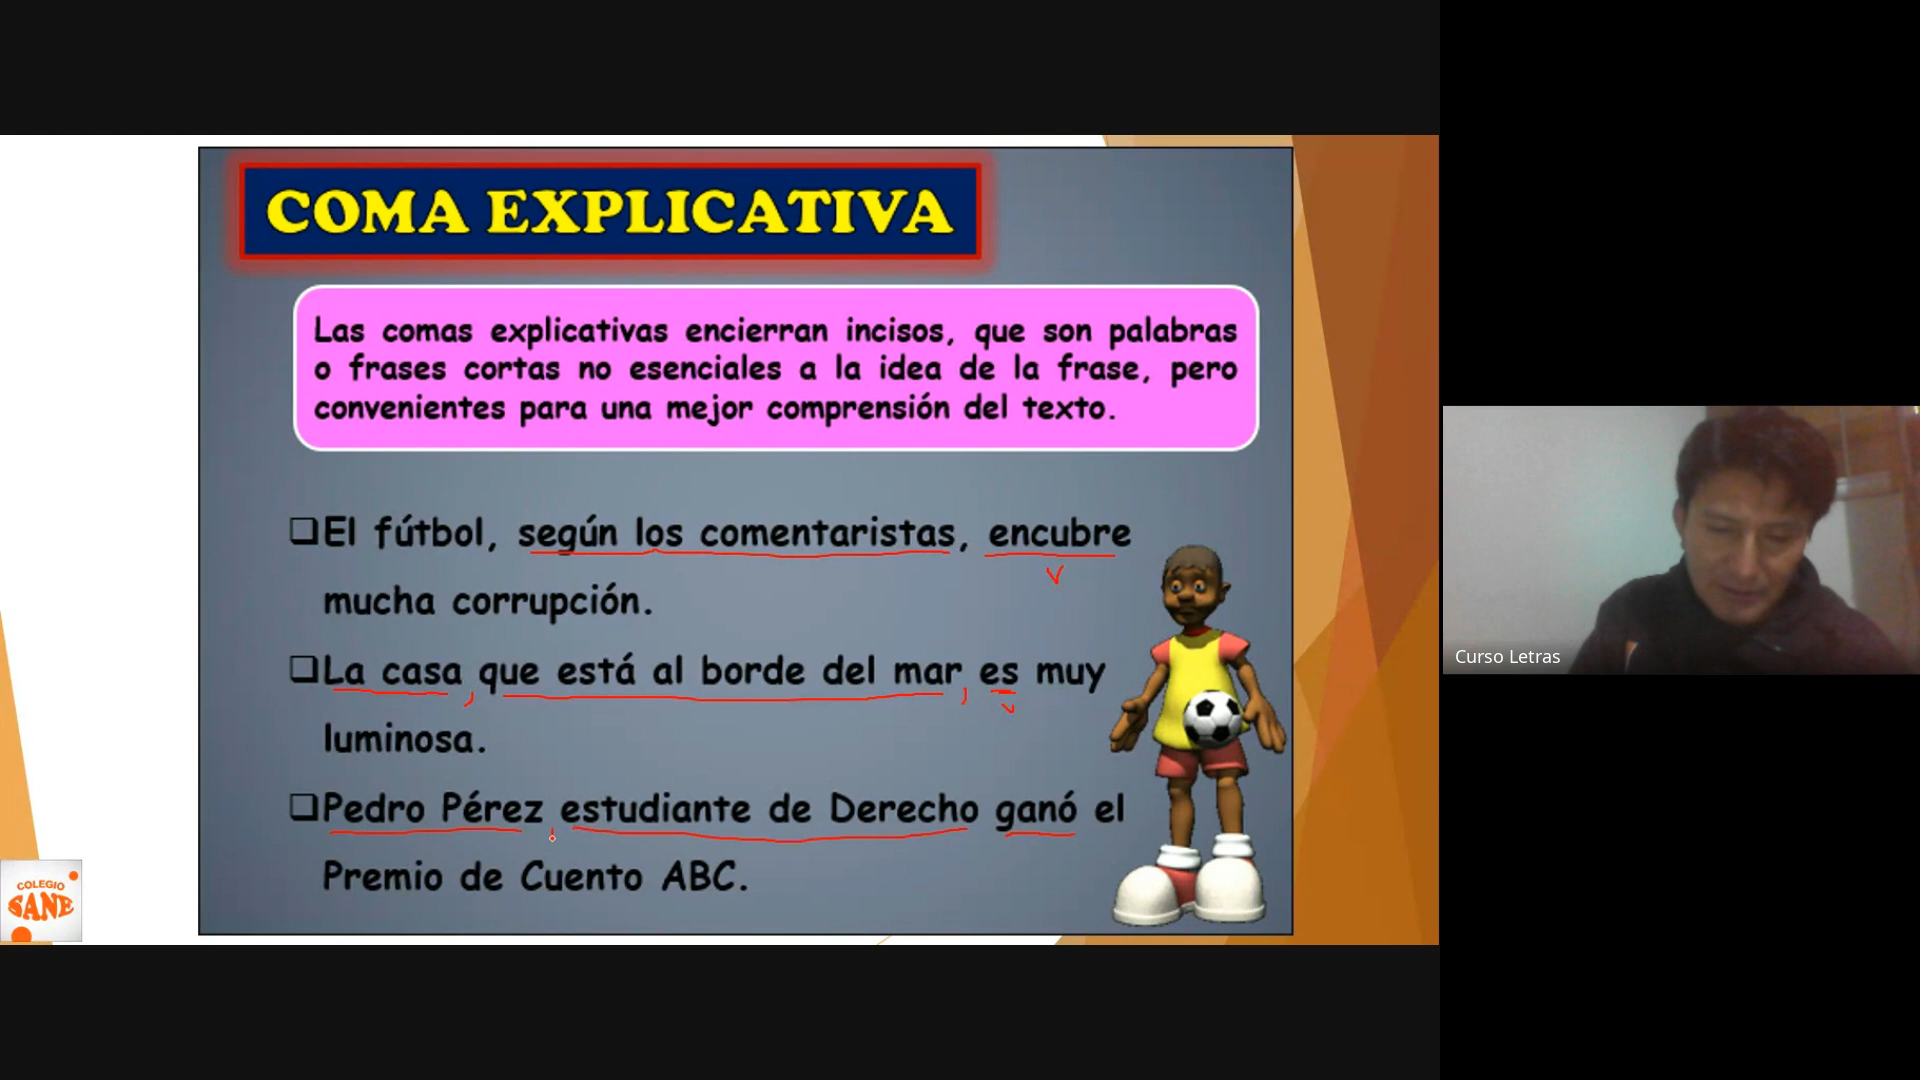 COMA EXPLICATIVA
Las comas explicativas encierran incisos, que son palabras
o frases cortas no esenciales a la idea de la frase, pero
convenientes para una mejor comprensión del texto.
El fútbol, según los comentaristas, encubre
v
mucha corrupción.
La casa, que está al borde del mar, es muy
v
luminosa.
Pedro Pérez, estudiante de Derecho ganó el
Premio de Cuento ABC.
COLEGIO
SANE
Curso Letras